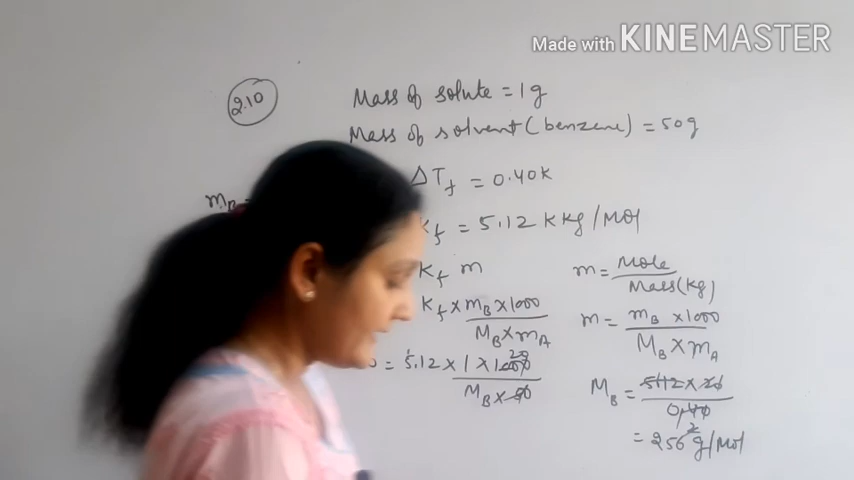 Made with KINEMASTER
2.10
Mass of solute = 1g
Mass of solvent (benzene) = 50g
ΔTf = 0.40K
mB =
Kf = 5.12 K Kg/Mol
Kf m
m = Mole / Mass(Kg)
Kf × mB × 1000 / MB × mA
m = mB × 1000 / MB × mA
= 5.12 × 1 × 1000 20 / MB × 50
MB = 5.12 × 20 / 0.40
= 256 g/Mol